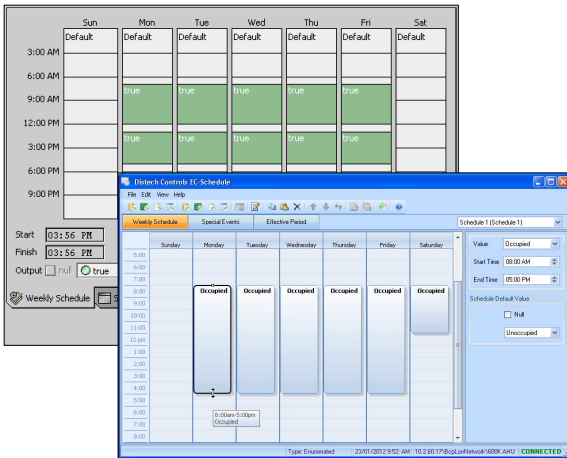 Sun Mon Tue Wed Thu Fri Sat
Default Default Default Default Default Default Default
3:00 AM
6:00 AM
true true true true true
9:00 AM
12:00 PM
true true true true true
3:00 PM
6:00 PM
9:00 PM
Start 03:56 PM
Finish 03:56 PM
Output null true
Weekly Schedule S
Distech Controls EC-Schedule
File Edit View Help
Weekly Schedule Special Events Effective Period Schedule 1 (Schedule 1)
Sunday Monday Tuesday Wednesday Thursday Friday Saturday
Value Occupied
Start Time 08:00 AM
End Time 05:00 PM
Schedule Default Value
Null
Unoccupied
5:00
6:00
7:00
8:00 Occupied Occupied Occupied Occupied Occupied Occupied
9:00
10:00
11:00
12 pm
1:00
2:00
3:00
4:00
5:00
6:00
7:00
8:00
8:00am-5:00pm
Occupied
Type: Enumerated 23/01/2012 9:52 AM 10.2.60.17\BcpLonNetwork\600K AHU CONNECTED